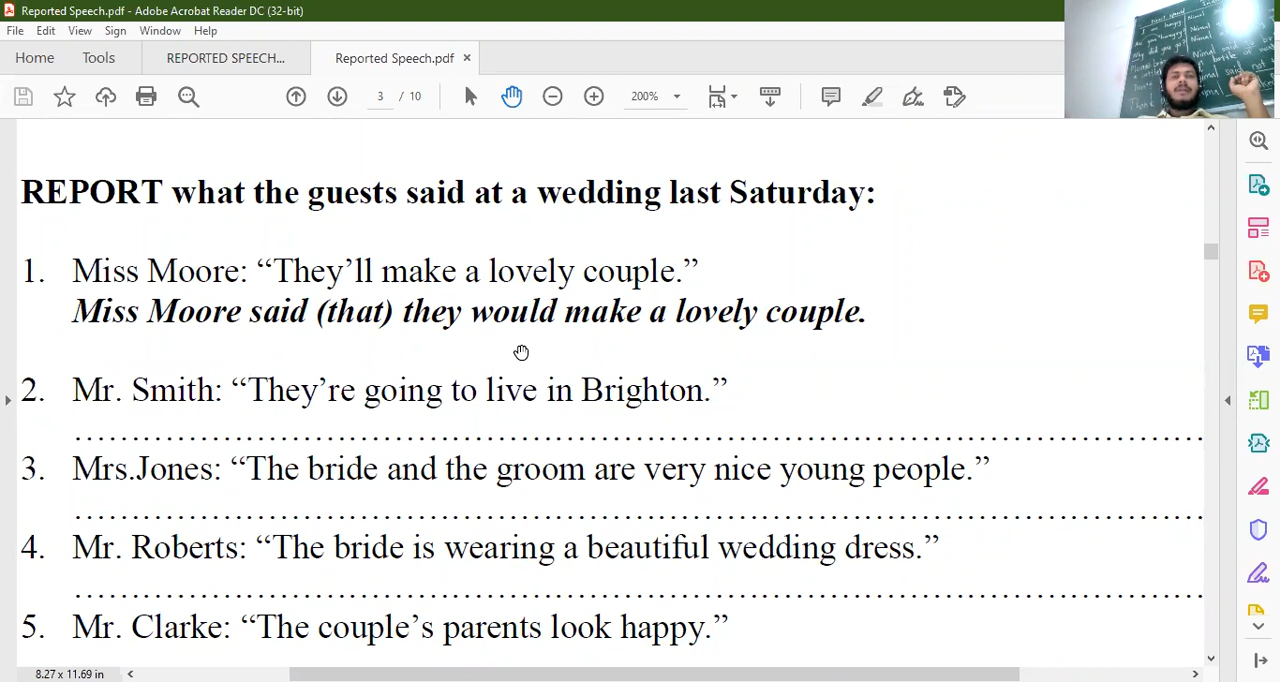 Reported Speech.pdf - Adobe Acrobat Reader DC (32-bit)
File Edit View Sign Window Help
Home Tools REPORTED SPEECH... Reported Speech.pdf ×
3 / 10 200%
REPORT what the guests said at a wedding last Saturday:
1. Miss Moore: “They’ll make a lovely couple.”
Miss Moore said (that) they would make a lovely couple.
2. Mr. Smith: “They’re going to live in Brighton.”
3. Mrs.Jones: “The bride and the groom are very nice young people.”
4. Mr. Roberts: “The bride is wearing a beautiful wedding dress.”
5. Mr. Clarke: “The couple’s parents look happy.”
8.27 x 11.69 in